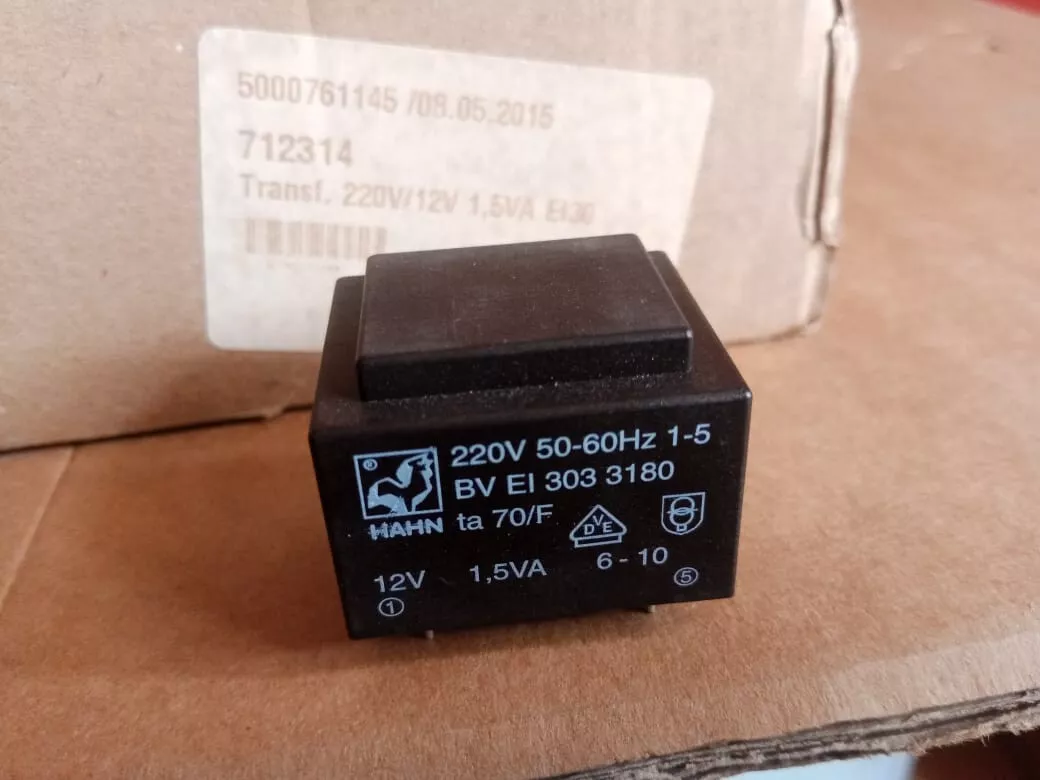 5000761145 /08.05.2015
712314
Transf. 220V/12V 1,5VA EI30
® 220V 50-60Hz 1-5
BV EI 303 3180
HAHN ta 70/F DVE
12V 1,5VA 6 - 10
① ⑤